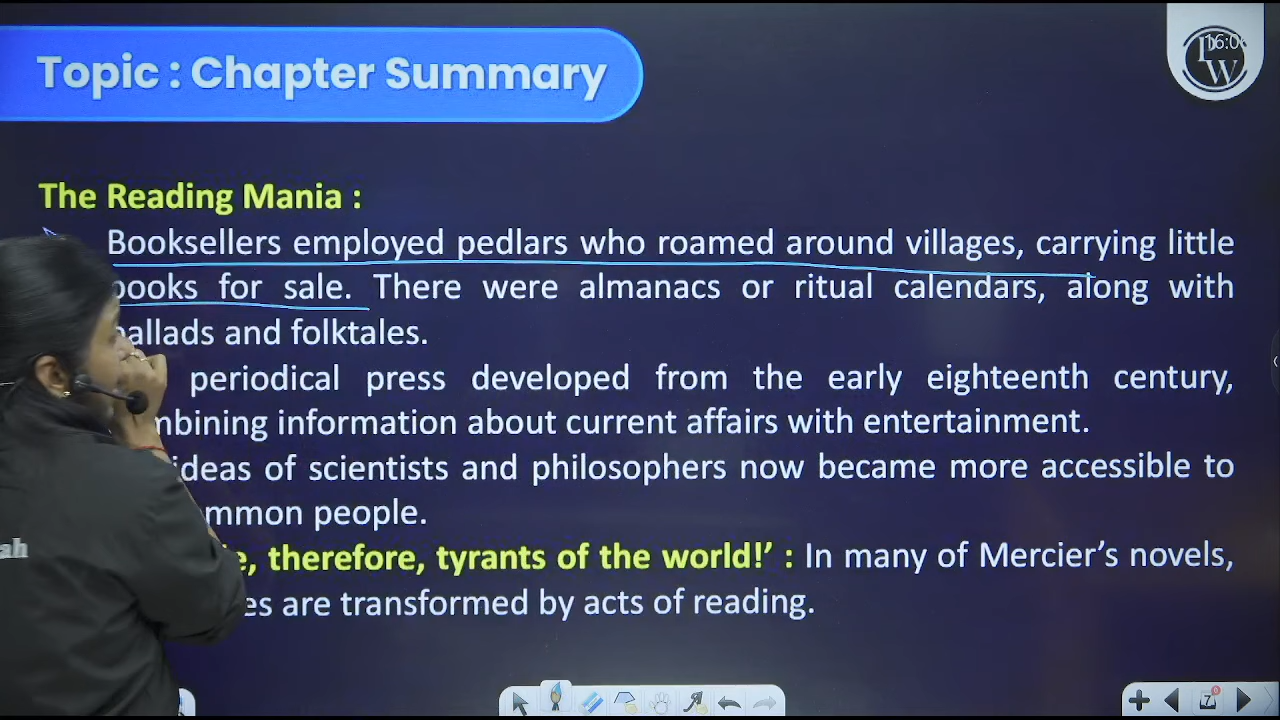 Topic : Chapter Summary
16:0
W
The Reading Mania :
Booksellers employed pedlars who roamed around villages, carrying little
books for sale. There were almanacs or ritual calendars, along with
ballads and folktales.
periodical press developed from the early eighteenth century,
mbining information about current affairs with entertainment.
ideas of scientists and philosophers now became more accessible to
mmon people.
e, therefore, tyrants of the world!’ : In many of Mercier’s novels,
es are transformed by acts of reading.
ah
7